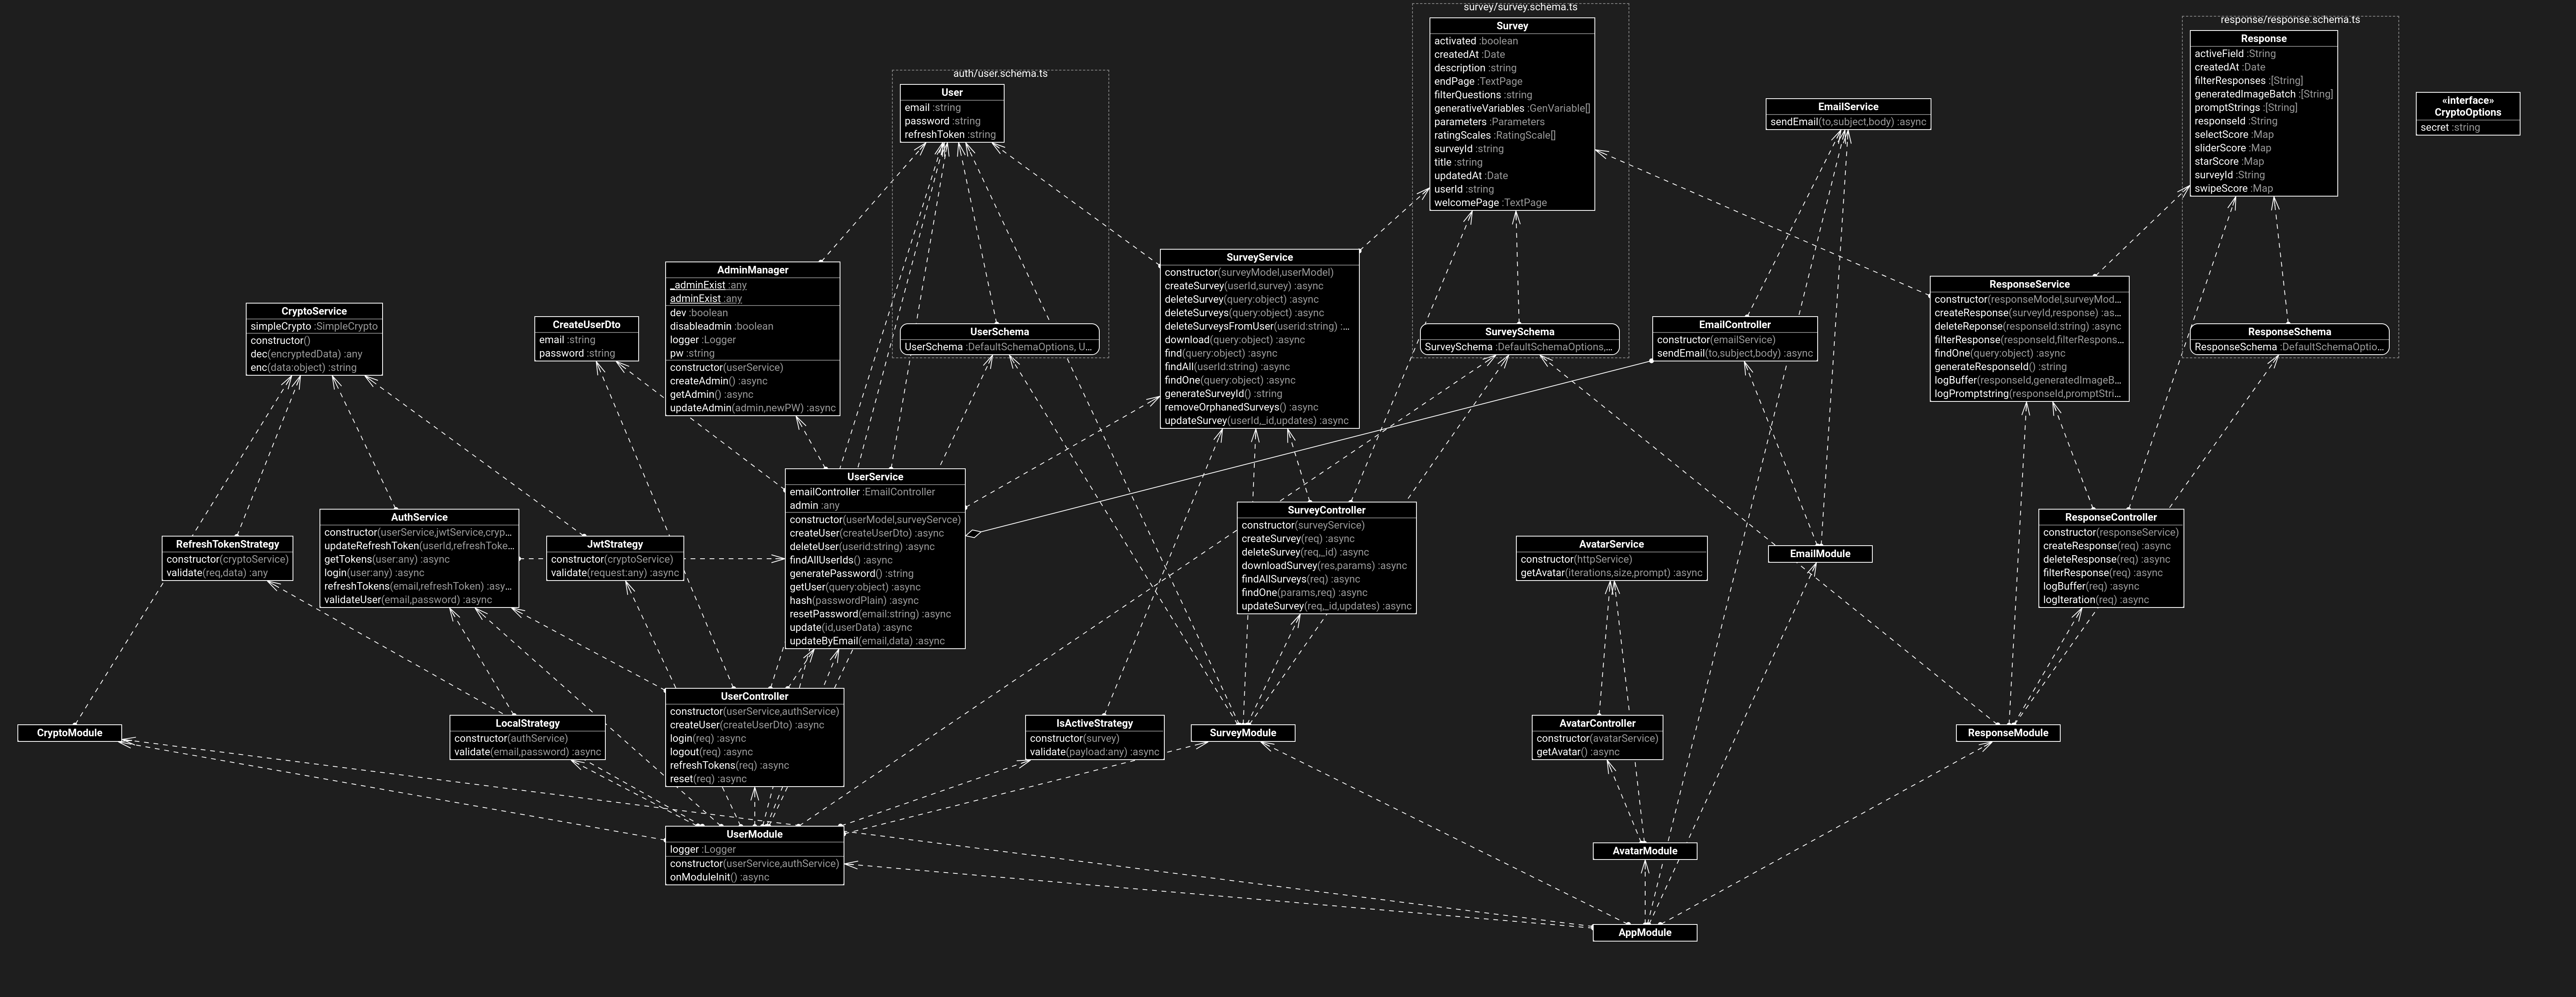 survey/survey.schema.ts
Survey
activated :boolean
createdAt :Date
description :string
endPage :TextPage
filterQuestions :string
generativeVariables :GenVariable[]
parameters :Parameters
ratingScales :RatingScale[]
surveyId :string
title :string
updatedAt :Date
userId :string
welcomePage :TextPage
response/response.schema.ts
Response
activeField :String
createdAt :Date
filterResponses :[String]
generatedImageBatch :[String]
promptStrings :[String]
responseId :String
selectScore :Map
sliderScore :Map
starScore :Map
surveyId :String
swipeScore :Map
auth/user.schema.ts
User
email :string
password :string
refreshToken :string
EmailService
sendEmail(to,subject,body) :async
«interface»
CryptoOptions
secret :string
SurveyService
constructor(surveyModel,userModel)
createSurvey(userId,survey) :async
deleteSurvey(query:object) :async
deleteSurveys(query:object) :async
deleteSurveysFromUser(userid:string) :...
download(query:object) :async
find(query:object) :async
findAll(userId:string) :async
findOne(query:object) :async
generateSurveyId() :string
removeOrphanedSurveys() :async
updateSurvey(userId,_id,updates) :async
AdminManager
_adminExist :any
adminExist :any
dev :boolean
disableadmin :boolean
logger :Logger
pw :string
constructor(userService)
createAdmin() :async
getAdmin() :async
updateAdmin(admin,newPW) :async
ResponseService
constructor(responseModel,surveyMod...
createResponse(surveyId,response) :as...
deleteReponse(responseId:string) :async
filterResponse(responseId,filterRespons...
findOne(query:object) :async
generateResponseId() :string
logBuffer(responseId,generatedImageB...
logPromptstring(responseId,promptStri...
CryptoService
simpleCrypto :SimpleCrypto
constructor()
dec(encryptedData) :any
enc(data:object) :string
CreateUserDto
email :string
password :string
UserSchema
UserSchema :DefaultSchemaOptions, U...
SurveySchema
SurveySchema :DefaultSchemaOptions,...
EmailController
constructor(emailService)
sendEmail(to,subject,body) :async
ResponseSchema
ResponseSchema :DefaultSchemaOptio...
UserService
emailController :EmailController
admin :any
constructor(userModel,surveyServce)
createUser(createUserDto) :async
deleteUser(userid:string) :async
findAllUserIds() :async
generatePassword() :string
getUser(query:object) :async
hash(passwordPlain) :async
resetPassword(email:string) :async
update(id,userData) :async
updateByEmail(email,data) :async
SurveyController
constructor(surveyService)
createSurvey(req) :async
deleteSurvey(req,_id) :async
downloadSurvey(res,params) :async
findAllSurveys(req) :async
findOne(params,req) :async
updateSurvey(req,_id,updates) :async
AuthService
constructor(userService,jwtService,cryp...
updateRefreshToken(userId,refreshToke...
getTokens(user:any) :async
login(user:any) :async
refreshTokens(email,refreshToken) :asy...
validateUser(email,password) :async
ResponseController
constructor(responseService)
createResponse(req) :async
deleteResponse(req) :async
filterResponse(req) :async
logBuffer(req) :async
logIteration(req) :async
RefreshTokenStrategy
constructor(cryptoService)
validate(req,data) :any
JwtStrategy
constructor(cryptoService)
validate(request:any) :async
AvatarService
constructor(httpService)
getAvatar(iterations,size,prompt) :async
EmailModule
UserController
constructor(userService,authService)
createUser(createUserDto) :async
login(req) :async
logout(req) :async
refreshTokens(req) :async
reset(req) :async
CryptoModule
LocalStrategy
constructor(authService)
validate(email,password) :async
IsActiveStrategy
constructor(survey)
validate(payload:any) :async
SurveyModule
AvatarController
constructor(avatarService)
getAvatar() :async
ResponseModule
UserModule
logger :Logger
constructor(userService,authService)
onModuleInit() :async
AvatarModule
AppModule